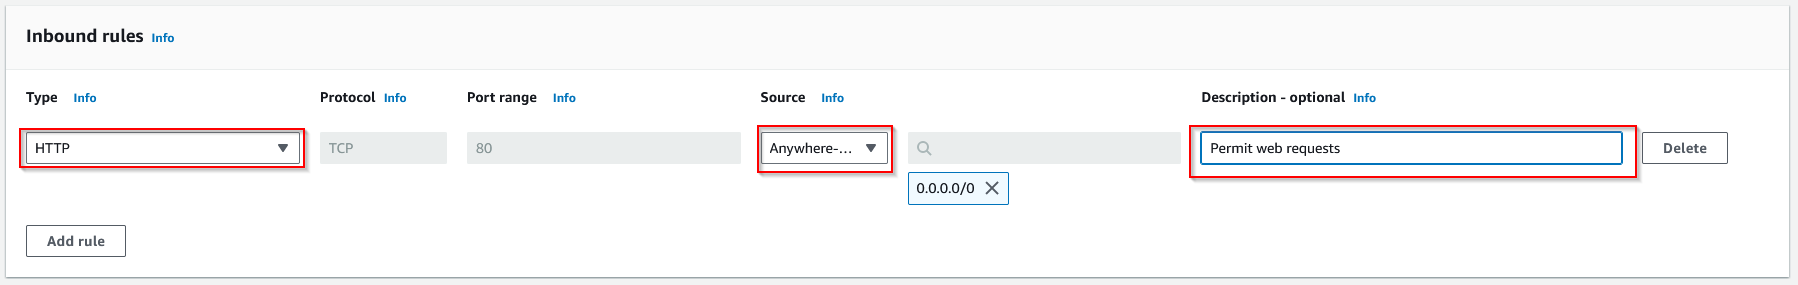 Inbound rules Info
Type Info Protocol Info Port range Info Source Info Description - optional Info
HTTP TCP 80 Anywhere-... Permit web requests Delete
0.0.0.0/0
Add rule